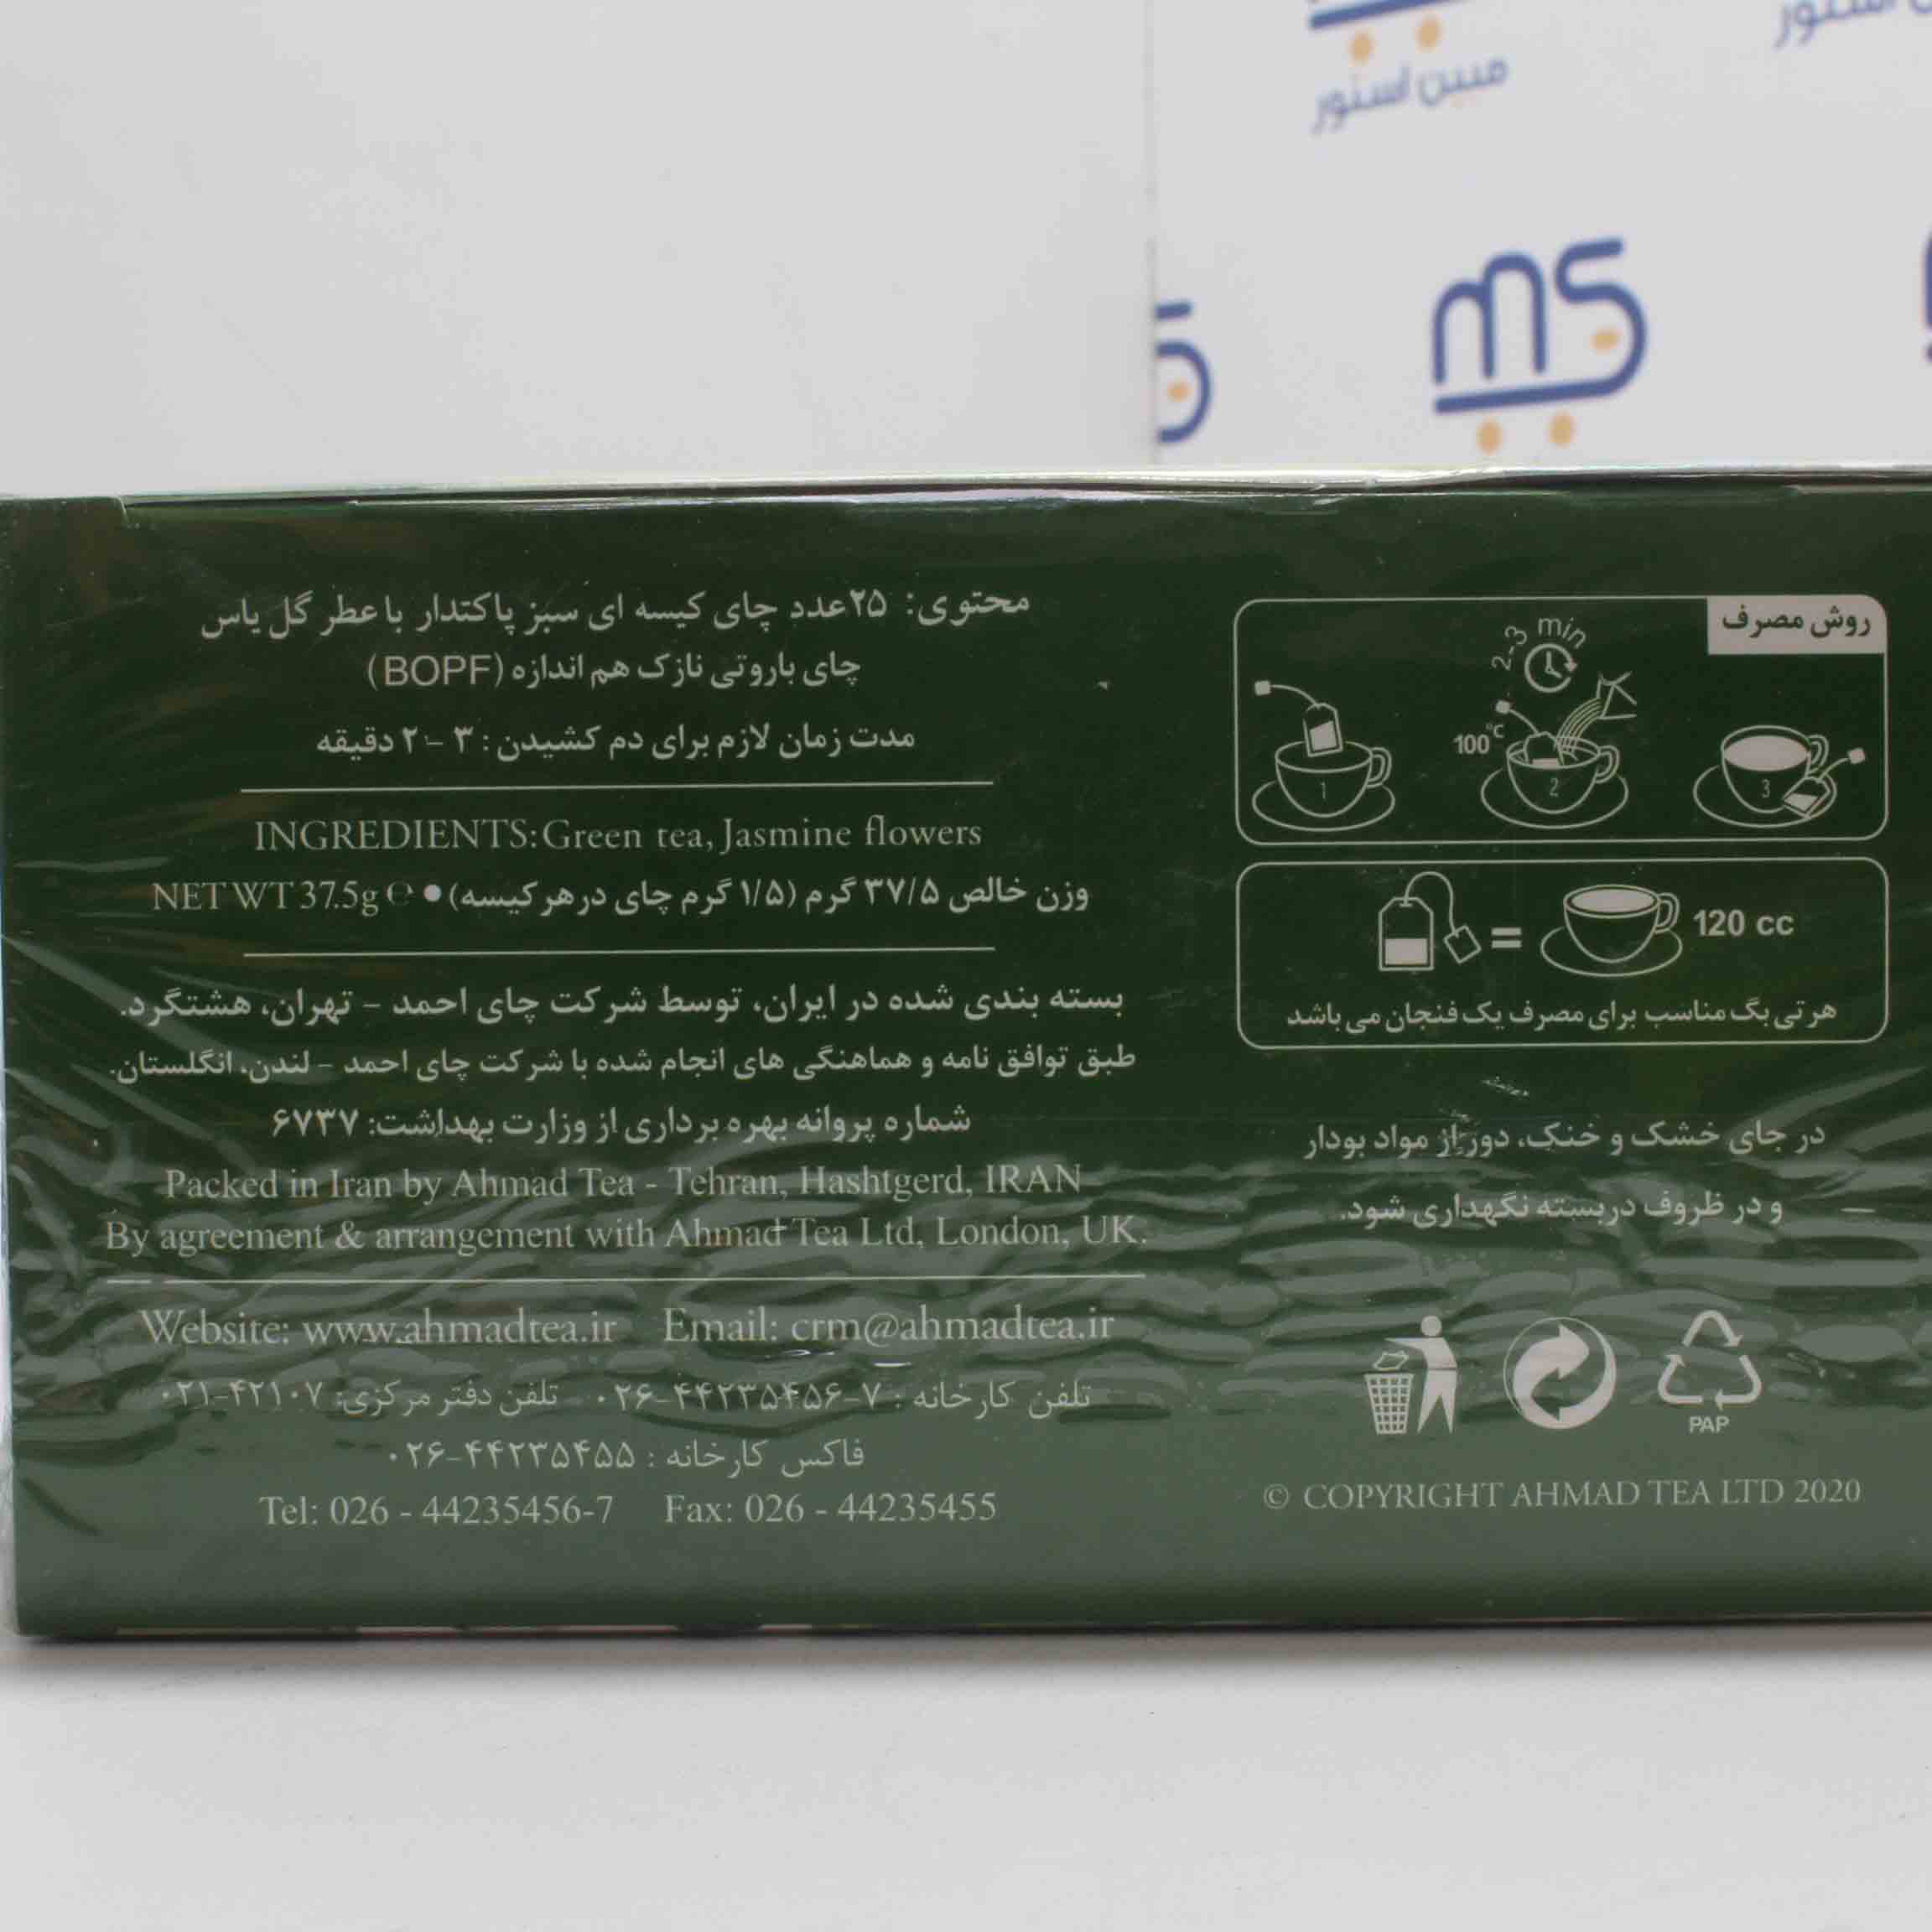 مبین استور
استور
ms
محتوی: ۲۵عدد چای کیسه ای سبز پاکتدار با عطر گل یاس
چای باروتی نازک هم اندازه (BOPF)
مدت زمان لازم برای دم کشیدن: ۳ - ۲ دقیقه
INGREDIENTS: Green tea, Jasmine flowers
وزن خالص ۳۷/۵ گرم (۱/۵ گرم چای در هر کیسه) ● NET WT 37.5g ℮
بسته بندی شده در ایران، توسط شرکت چای احمد - تهران، هشتگرد.
طبق توافق نامه و هماهنگی های انجام شده با شرکت چای احمد - لندن، انگلستان.
شماره پروانه بهره برداری از وزارت بهداشت: ۶۷۳۷
Packed in Iran by Ahmad Tea - Tehran, Hashtgerd, IRAN
By agreement & arrangement with Ahmad Tea Ltd, London, UK.
Website: www.ahmadtea.ir Email: crm@ahmadtea.ir
تلفن کارخانه : ۷-۰۲۶-۴۴۲۳۵۴۵۶ تلفن دفتر مرکزی: ۰۲۱-۴۲۱۰۷
فاکس کارخانه : ۰۲۶-۴۴۲۳۵۴۵۵
Tel: 026 - 44235456-7 Fax: 026 - 44235455
روش مصرف
2-3 min
100°C
1 2 3
= 120 cc
هر تی بگ مناسب برای مصرف یک فنجان می باشد
در جای خشک و خنک، دور از مواد بودار
و در ظروف دربسته نگهداری شود.
PAP
© COPYRIGHT AHMAD TEA LTD 2020